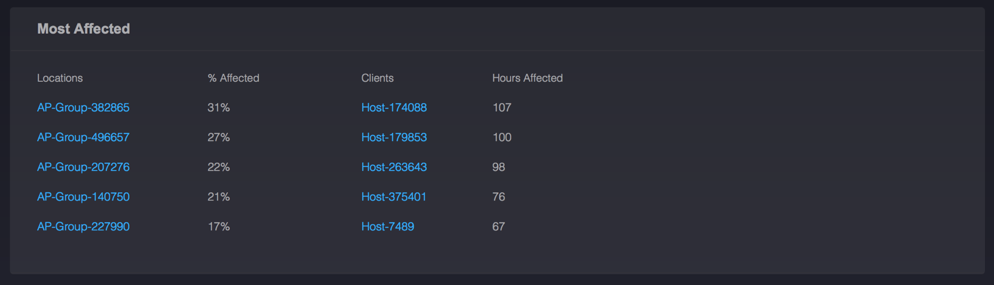 Most Affected
Locations % Affected Clients Hours Affected
AP-Group-382865 31% Host-174088 107
AP-Group-496657 27% Host-179853 100
AP-Group-207276 22% Host-263643 98
AP-Group-140750 21% Host-375401 76
AP-Group-227990 17% Host-7489 67